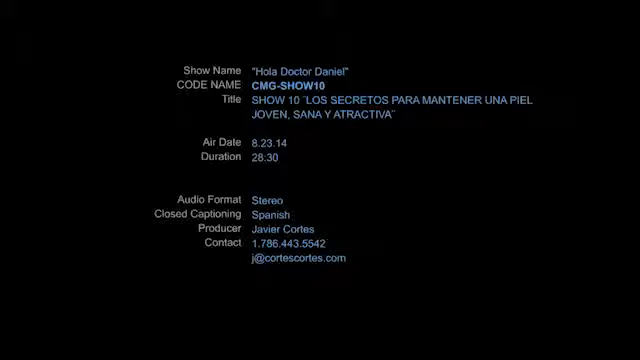 Show Name "Hola Doctor Daniel"
CODE NAME CMG-SHOW10
Title SHOW 10 ¨LOS SECRETOS PARA MANTENER UNA PIEL
JOVEN, SANA Y ATRACTIVA¨
Air Date 8.23.14
Duration 28:30
Audio Format Stereo
Closed Captioning Spanish
Producer Javier Cortes
Contact 1.786.443.5542
j@cortescortes.com